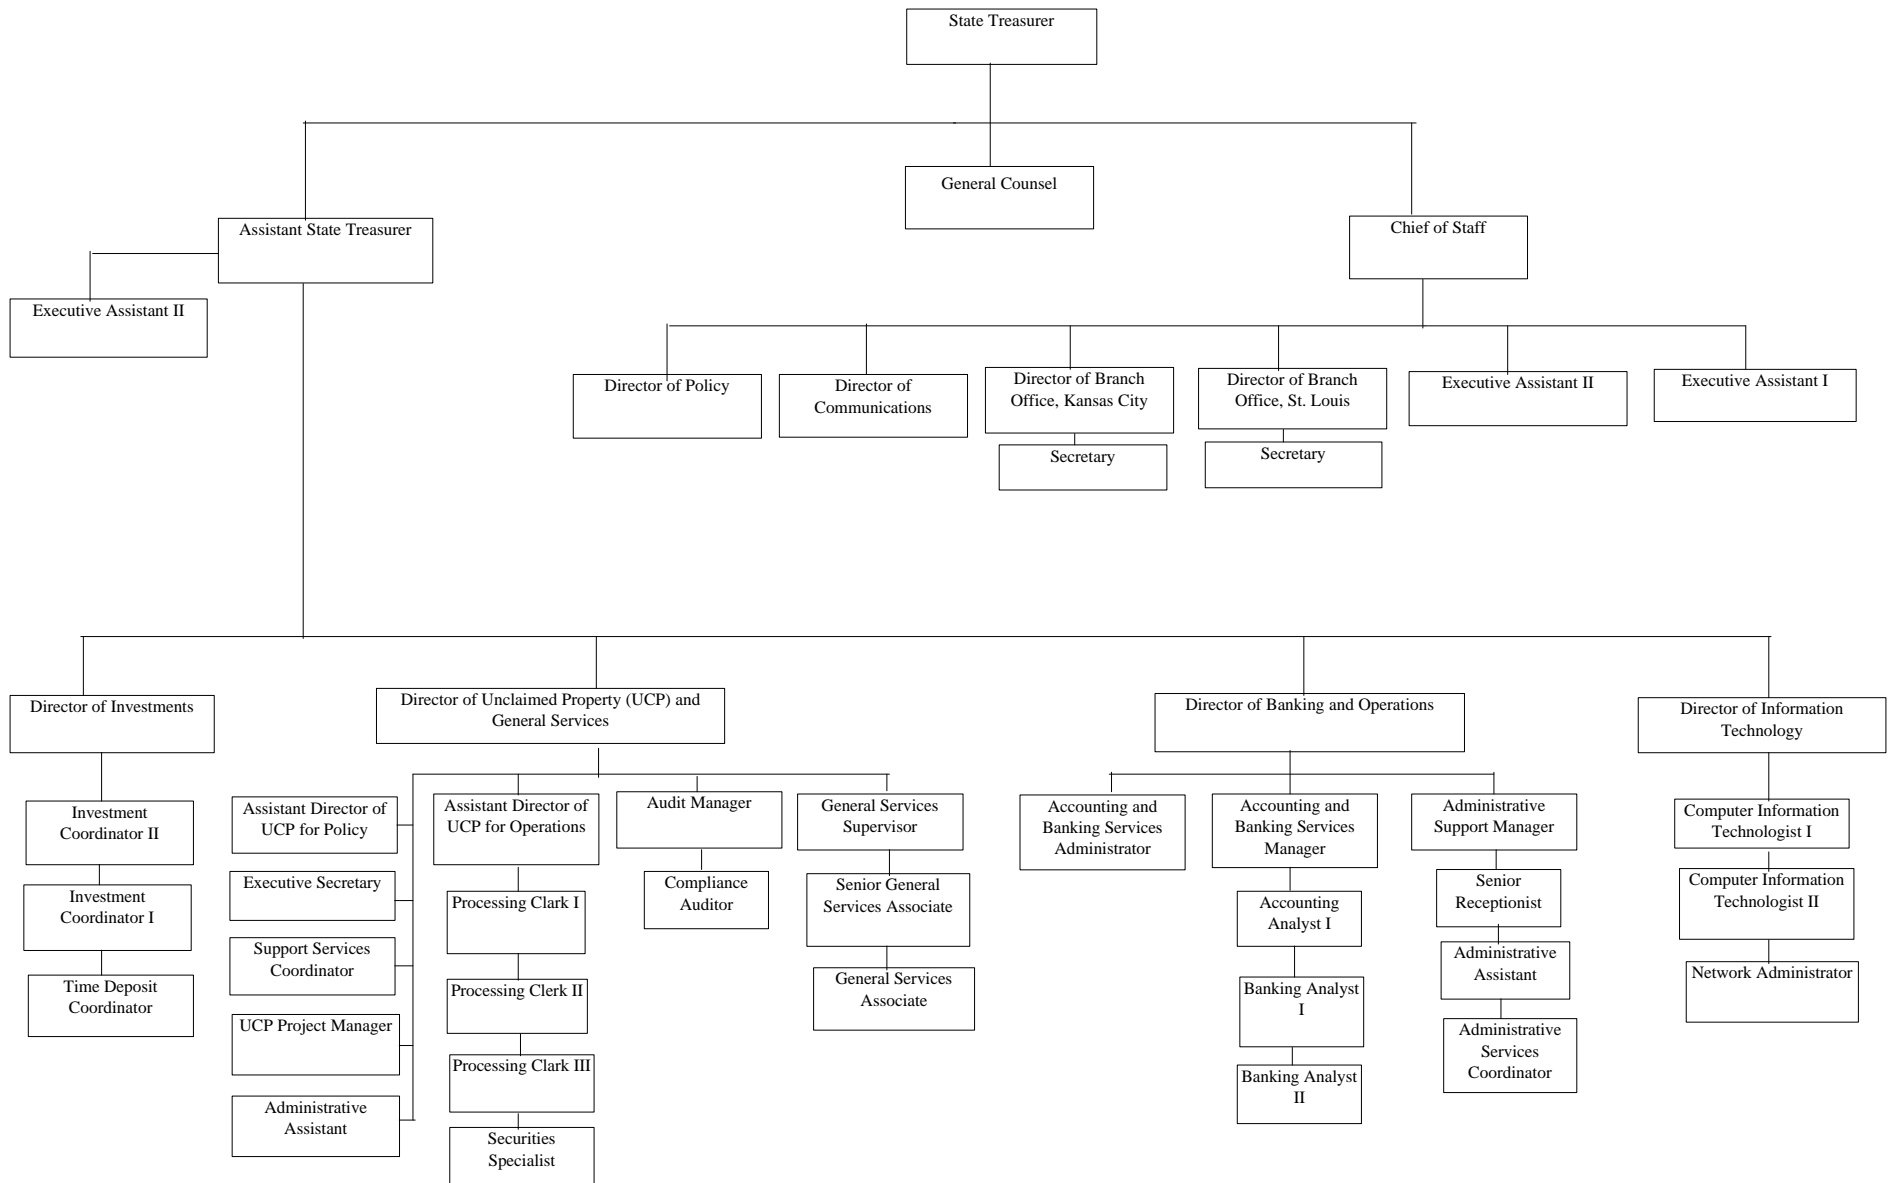 State Treasurer
General Counsel
Assistant State Treasurer
Chief of Staff
Executive Assistant II
Director of Policy
Director of
Communications
Director of Branch
Office, Kansas City
Director of Branch
Office, St. Louis
Executive Assistant II
Executive Assistant I
Secretary
Secretary
Director of Investments
Director of Unclaimed Property (UCP) and
General Services
Director of Banking and Operations
Director of Information
Technology
Investment
Coordinator II
Investment
Coordinator I
Time Deposit
Coordinator
Assistant Director of
UCP for Policy
Executive Secretary
Support Services
Coordinator
UCP Project Manager
Administrative
Assistant
Assistant Director of
UCP for Operations
Processing Clark I
Processing Clerk II
Processing Clark III
Securities
Specialist
Audit Manager
Compliance
Auditor
General Services
Supervisor
Senior General
Services Associate
General Services
Associate
Accounting and
Banking Services
Administrator
Accounting and
Banking Services
Manager
Accounting
Analyst I
Banking Analyst
I
Banking Analyst
II
Administrative
Support Manager
Senior
Receptionist
Administrative
Assistant
Administrative
Services
Coordinator
Computer Information
Technologist I
Computer Information
Technologist II
Network Administrator